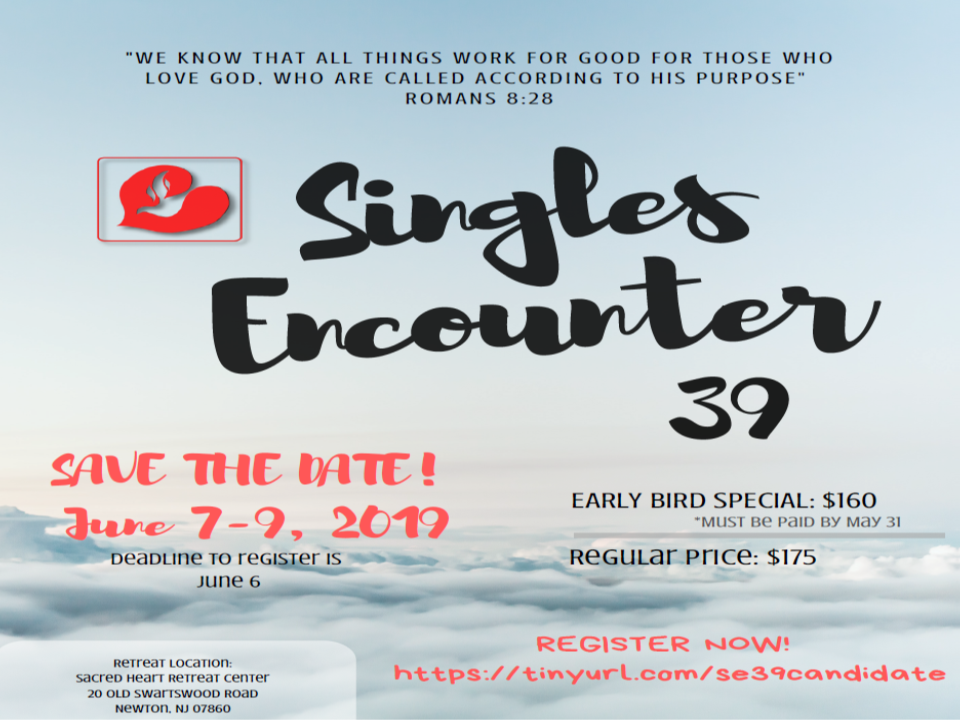 "WE KNOW THAT ALL THINGS WORK FOR GOOD FOR THOSE WHO
LOVE GOD, WHO ARE CALLED ACCORDING TO HIS PURPOSE"
ROMANS 8:28
Singles
Encounter
39
SAVE THE DATE!
June 7-9, 2019
Deadline to register is
June 6
EARLY BIRD SPECIAL: $160
*Must be paid by May 31
Regular Price: $175
REGISTER NOW!
https://tinyurl.com/se39candidate
Retreat Location:
Sacred Heart Retreat Center
20 Old Swartswood Road
Newton, NJ 07860